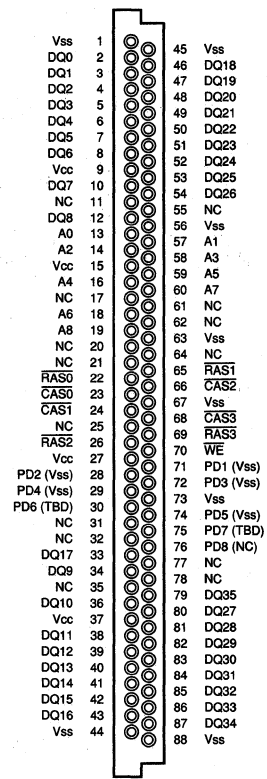 Vss 1
DQ0 2
DQ1 3
DQ2 4
DQ3 5
DQ4 6
DQ5 7
DQ6 8
Vcc 9
DQ7 10
NC 11
DQ8 12
A0 13
A2 14
Vcc 15
A4 16
NC 17
A6 18
A8 19
NC 20
NC 21
R̅A̅S̅0̅ 22
C̅A̅S̅0̅ 23
C̅A̅S̅1̅ 24
NC 25
R̅A̅S̅2̅ 26
Vcc 27
PD2 (Vss) 28
PD4 (Vss) 29
PD6 (TBD) 30
NC 31
NC 32
DQ17 33
DQ9 34
NC 35
DQ10 36
Vcc 37
DQ11 38
DQ12 39
DQ13 40
DQ14 41
DQ15 42
DQ16 43
Vss 44
45 Vss
46 DQ18
47 DQ19
48 DQ20
49 DQ21
50 DQ22
51 DQ23
52 DQ24
53 DQ25
54 DQ26
55 NC
56 Vss
57 A1
58 A3
59 A5
60 A7
61 NC
62 NC
63 Vss
64 NC
65 R̅A̅S̅1̅
66 C̅A̅S̅2̅
67 Vss
68 C̅A̅S̅3̅
69 R̅A̅S̅3̅
70 W̅E̅
71 PD1 (Vss)
72 PD3 (Vss)
73 Vss
74 PD5 (Vss)
75 PD7 (TBD)
76 PD8 (NC)
77 NC
78 NC
79 DQ35
80 DQ27
81 DQ28
82 DQ29
83 DQ30
84 DQ31
85 DQ32
86 DQ33
87 DQ34
88 Vss